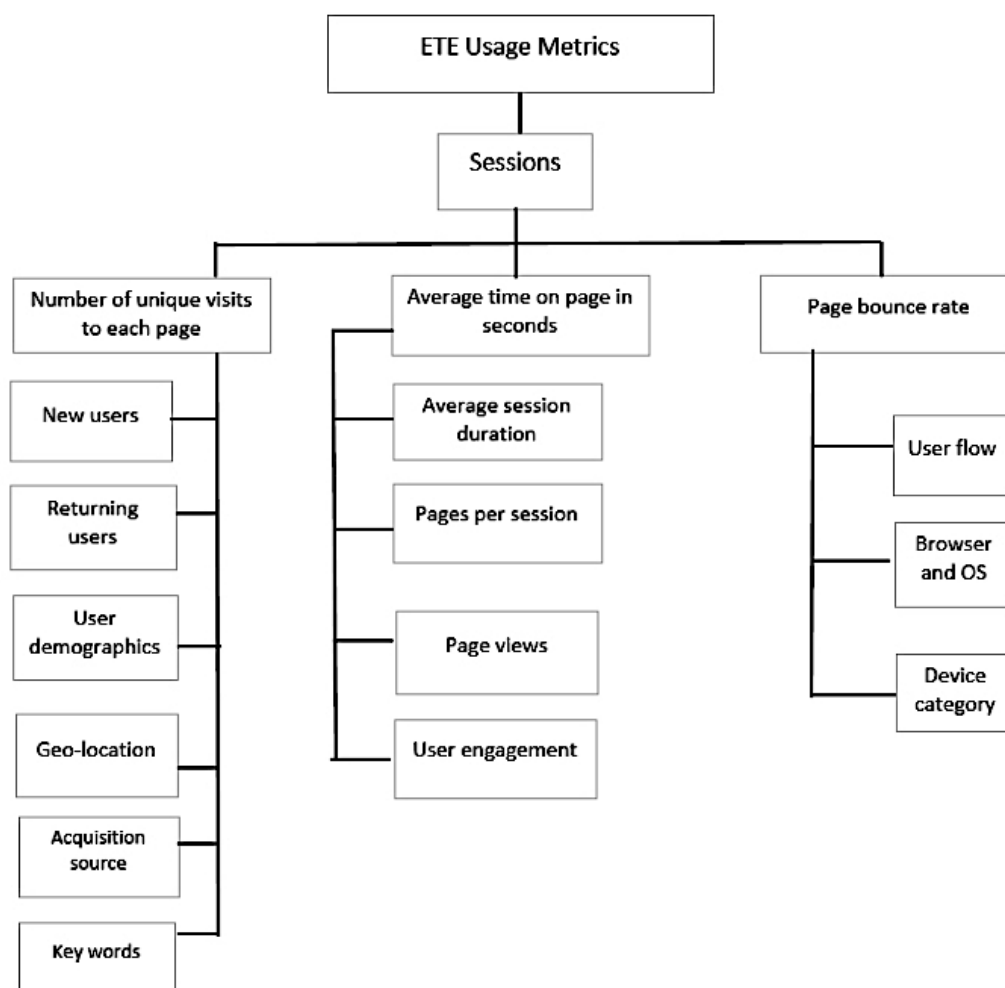 ETE Usage Metrics
Sessions
Number of unique visits
to each page
New users
Returning
users
User
demographics
Geo-location
Acquisition
source
Key words
Average time on page in
seconds
Average session
duration
Pages per session
Page views
User engagement
Page bounce rate
User flow
Browser
and OS
Device
category